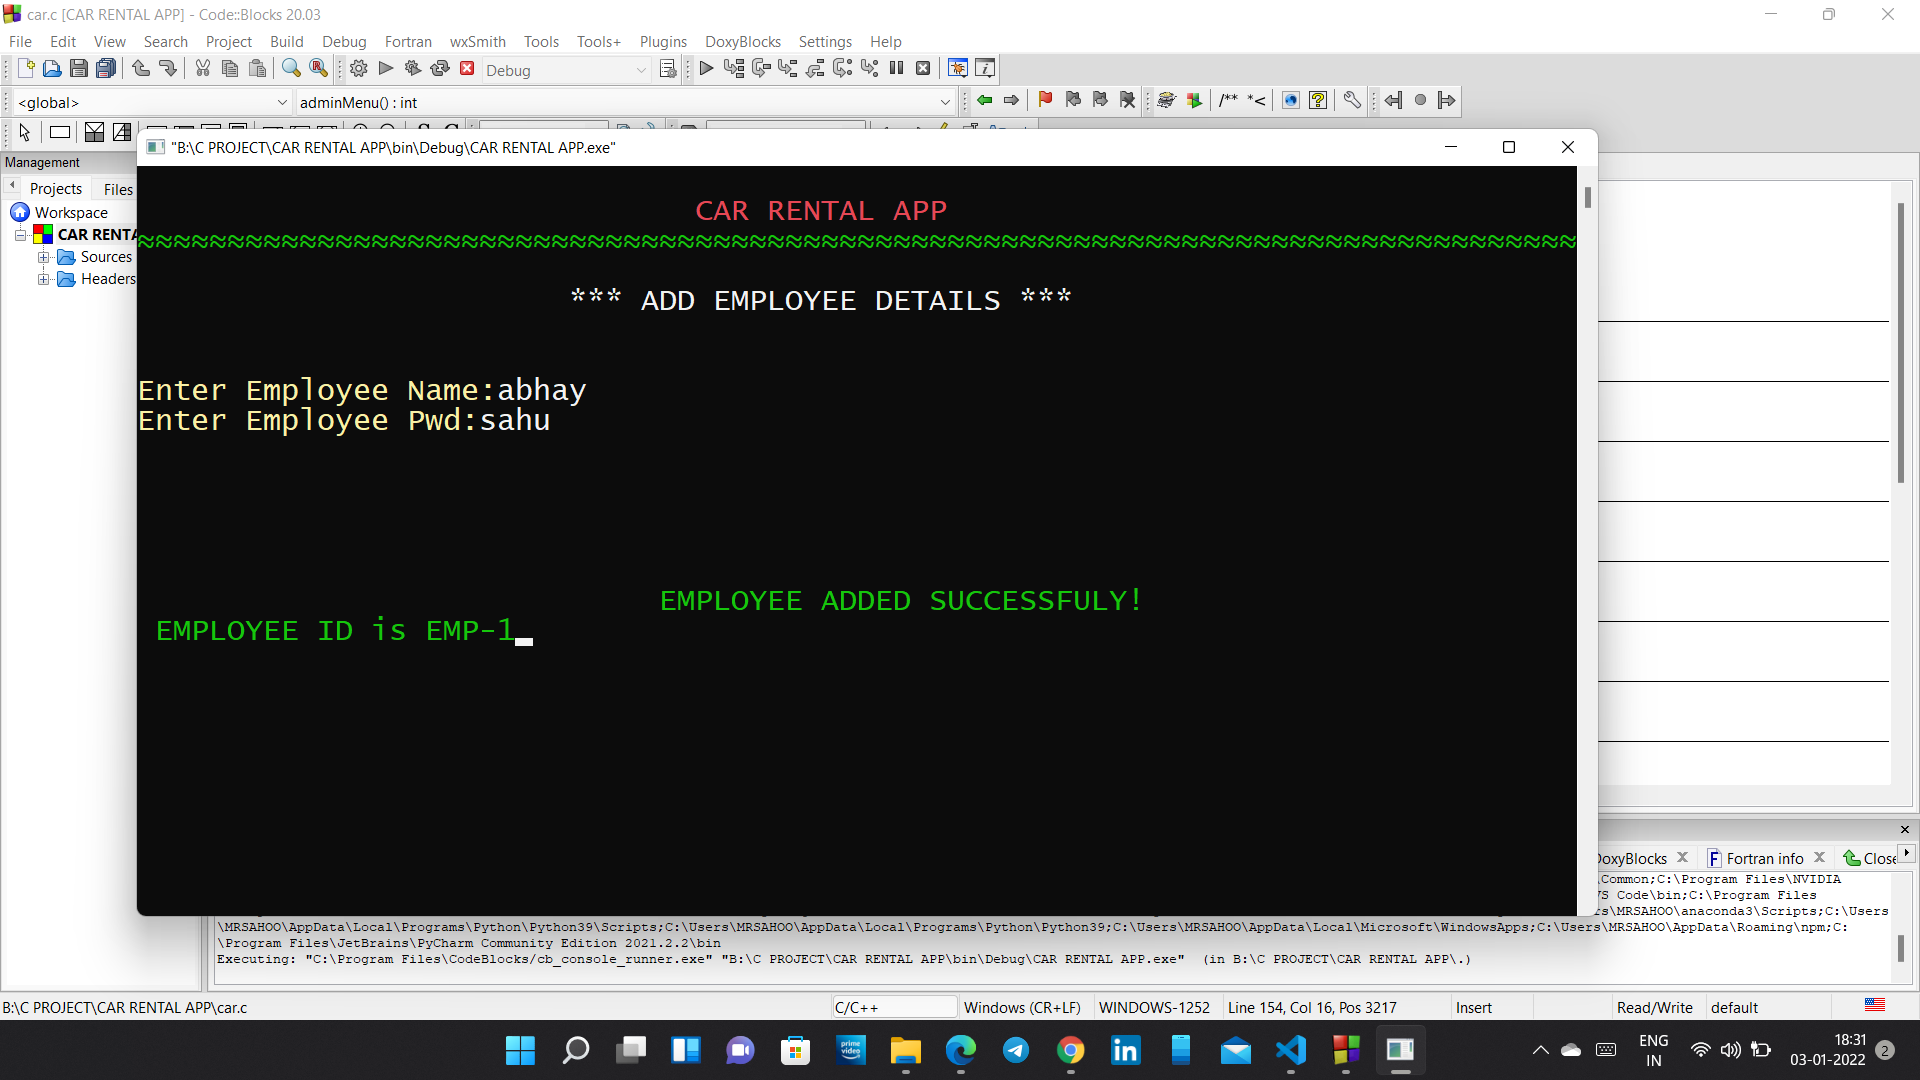 car.c [CAR RENTAL APP] - Code::Blocks 20.03
File Edit View Search Project Build Debug Fortran wxSmith Tools Tools+ Plugins DoxyBlocks Settings Help
Debug
<global> adminMenu() : int
/** *<
Management
"B:\C PROJECT\CAR RENTAL APP\bin\Debug\CAR RENTAL APP.exe"
Projects Files
Workspace
CAR RENTA
Sources
Headers
CAR RENTAL APP
≈≈≈≈≈≈≈≈≈≈≈≈≈≈≈≈≈≈≈≈≈≈≈≈≈≈≈≈≈≈≈≈≈≈≈≈≈≈≈≈≈≈≈≈≈≈≈≈≈≈≈≈≈≈≈≈≈≈≈≈≈≈≈≈≈≈≈≈≈≈≈≈≈≈≈≈≈≈≈≈
*** ADD EMPLOYEE DETAILS ***
Enter Employee Name:abhay
Enter Employee Pwd:sahu
EMPLOYEE ADDED SUCCESSFULY!
EMPLOYEE ID is EMP-1
DoxyBlocks Fortran info Close
\Common;C:\Program Files\NVIDIA
Code\bin;C:\Program Files
\MRSAHOO\anaconda3\Scripts;C:\Users
\MRSAHOO\AppData\Local\Programs\Python\Python39\Scripts;C:\Users\MRSAHOO\AppData\Local\Programs\Python\Python39;C:\Users\MRSAHOO\AppData\Local\Microsoft\WindowsApps;C:\Users\MRSAHOO\AppData\Roaming\npm;C:
\Program Files\JetBrains\PyCharm Community Edition 2021.2.2\bin
Executing: "C:\Program Files\CodeBlocks/cb_console_runner.exe" "B:\C PROJECT\CAR RENTAL APP\bin\Debug\CAR RENTAL APP.exe" (in B:\C PROJECT\CAR RENTAL APP\.)
B:\C PROJECT\CAR RENTAL APP\car.c C/C++ Windows (CR+LF) WINDOWS-1252 Line 154, Col 16, Pos 3217 Insert Read/Write default
prime video
in
ENG
IN
18:31
03-01-2022
2